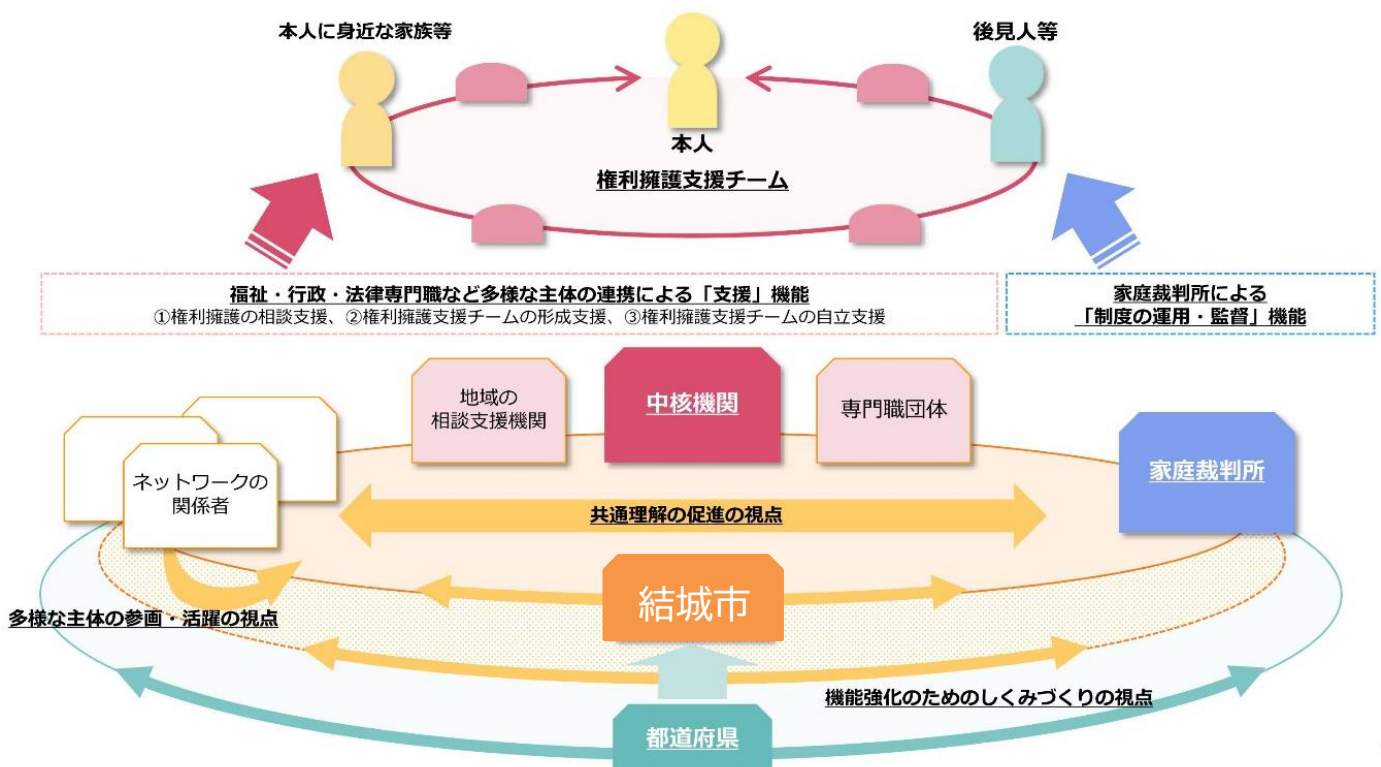 本人に身近な家族等
後見人等
本人
権利擁護支援チーム
福祉・行政・法律専門職など多様な主体の連携による「支援」機能
①権利擁護の相談支援、②権利擁護支援チームの形成支援、③権利擁護支援チームの自立支援
家庭裁判所による
「制度の運用・監督」機能
地域の
相談支援機関
中核機関
専門職団体
家庭裁判所
ネットワークの
関係者
共通理解の促進の視点
結城市
多様な主体の参画・活躍の視点
機能強化のためのしくみづくりの視点
都道府県